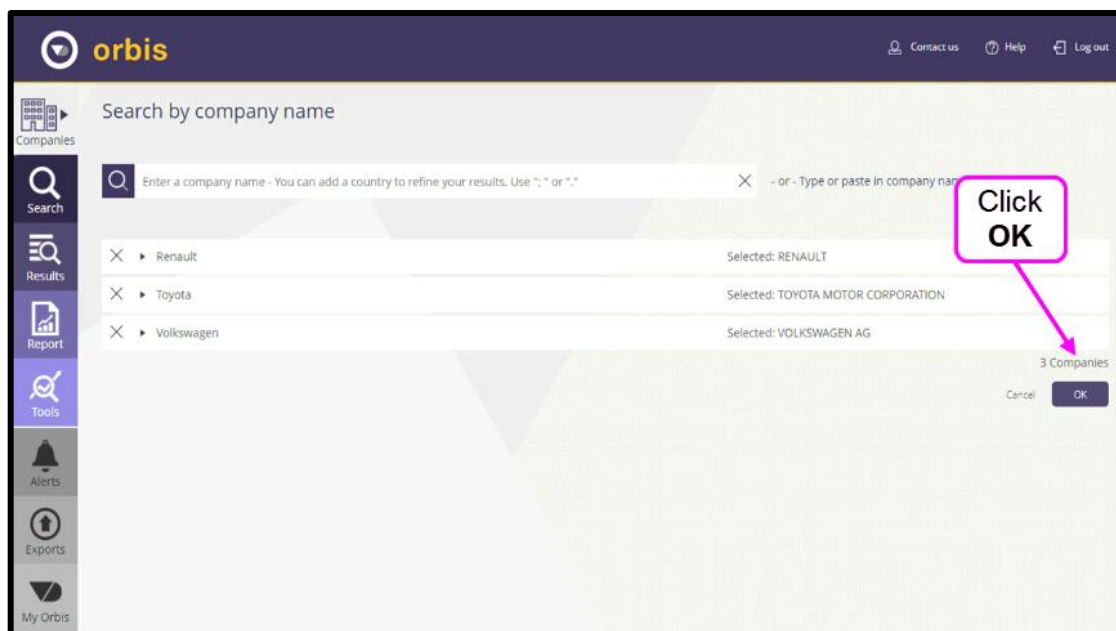 orbis
Contact us
Help
Log out
Companies
Search by company name
Search
Enter a company name - You can add a country to refine your results. Use "; " or "."
- or - Type or paste in company
Click
OK
Results
Renault
Selected: RENAULT
Toyota
Selected: TOYOTA MOTOR CORPORATION
Volkswagen
Selected: VOLKSWAGEN AG
Report
3 Companies
Cancel
OK
Tools
Alerts
Exports
My Orbis